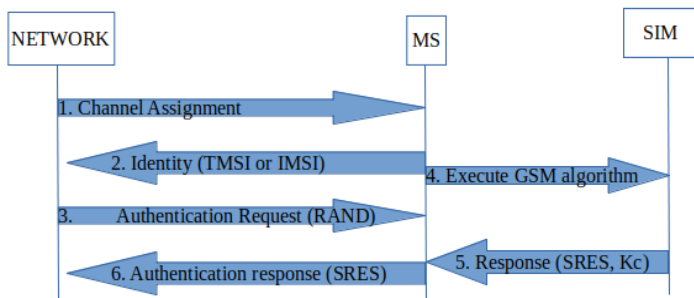 NETWORK
MS
SIM
1. Channel Assignment
2. Identity (TMSI or IMSI)
4. Execute GSM algorithm
3. Authentication Request (RAND)
5. Response (SRES, Kc)
6. Authentication response (SRES)